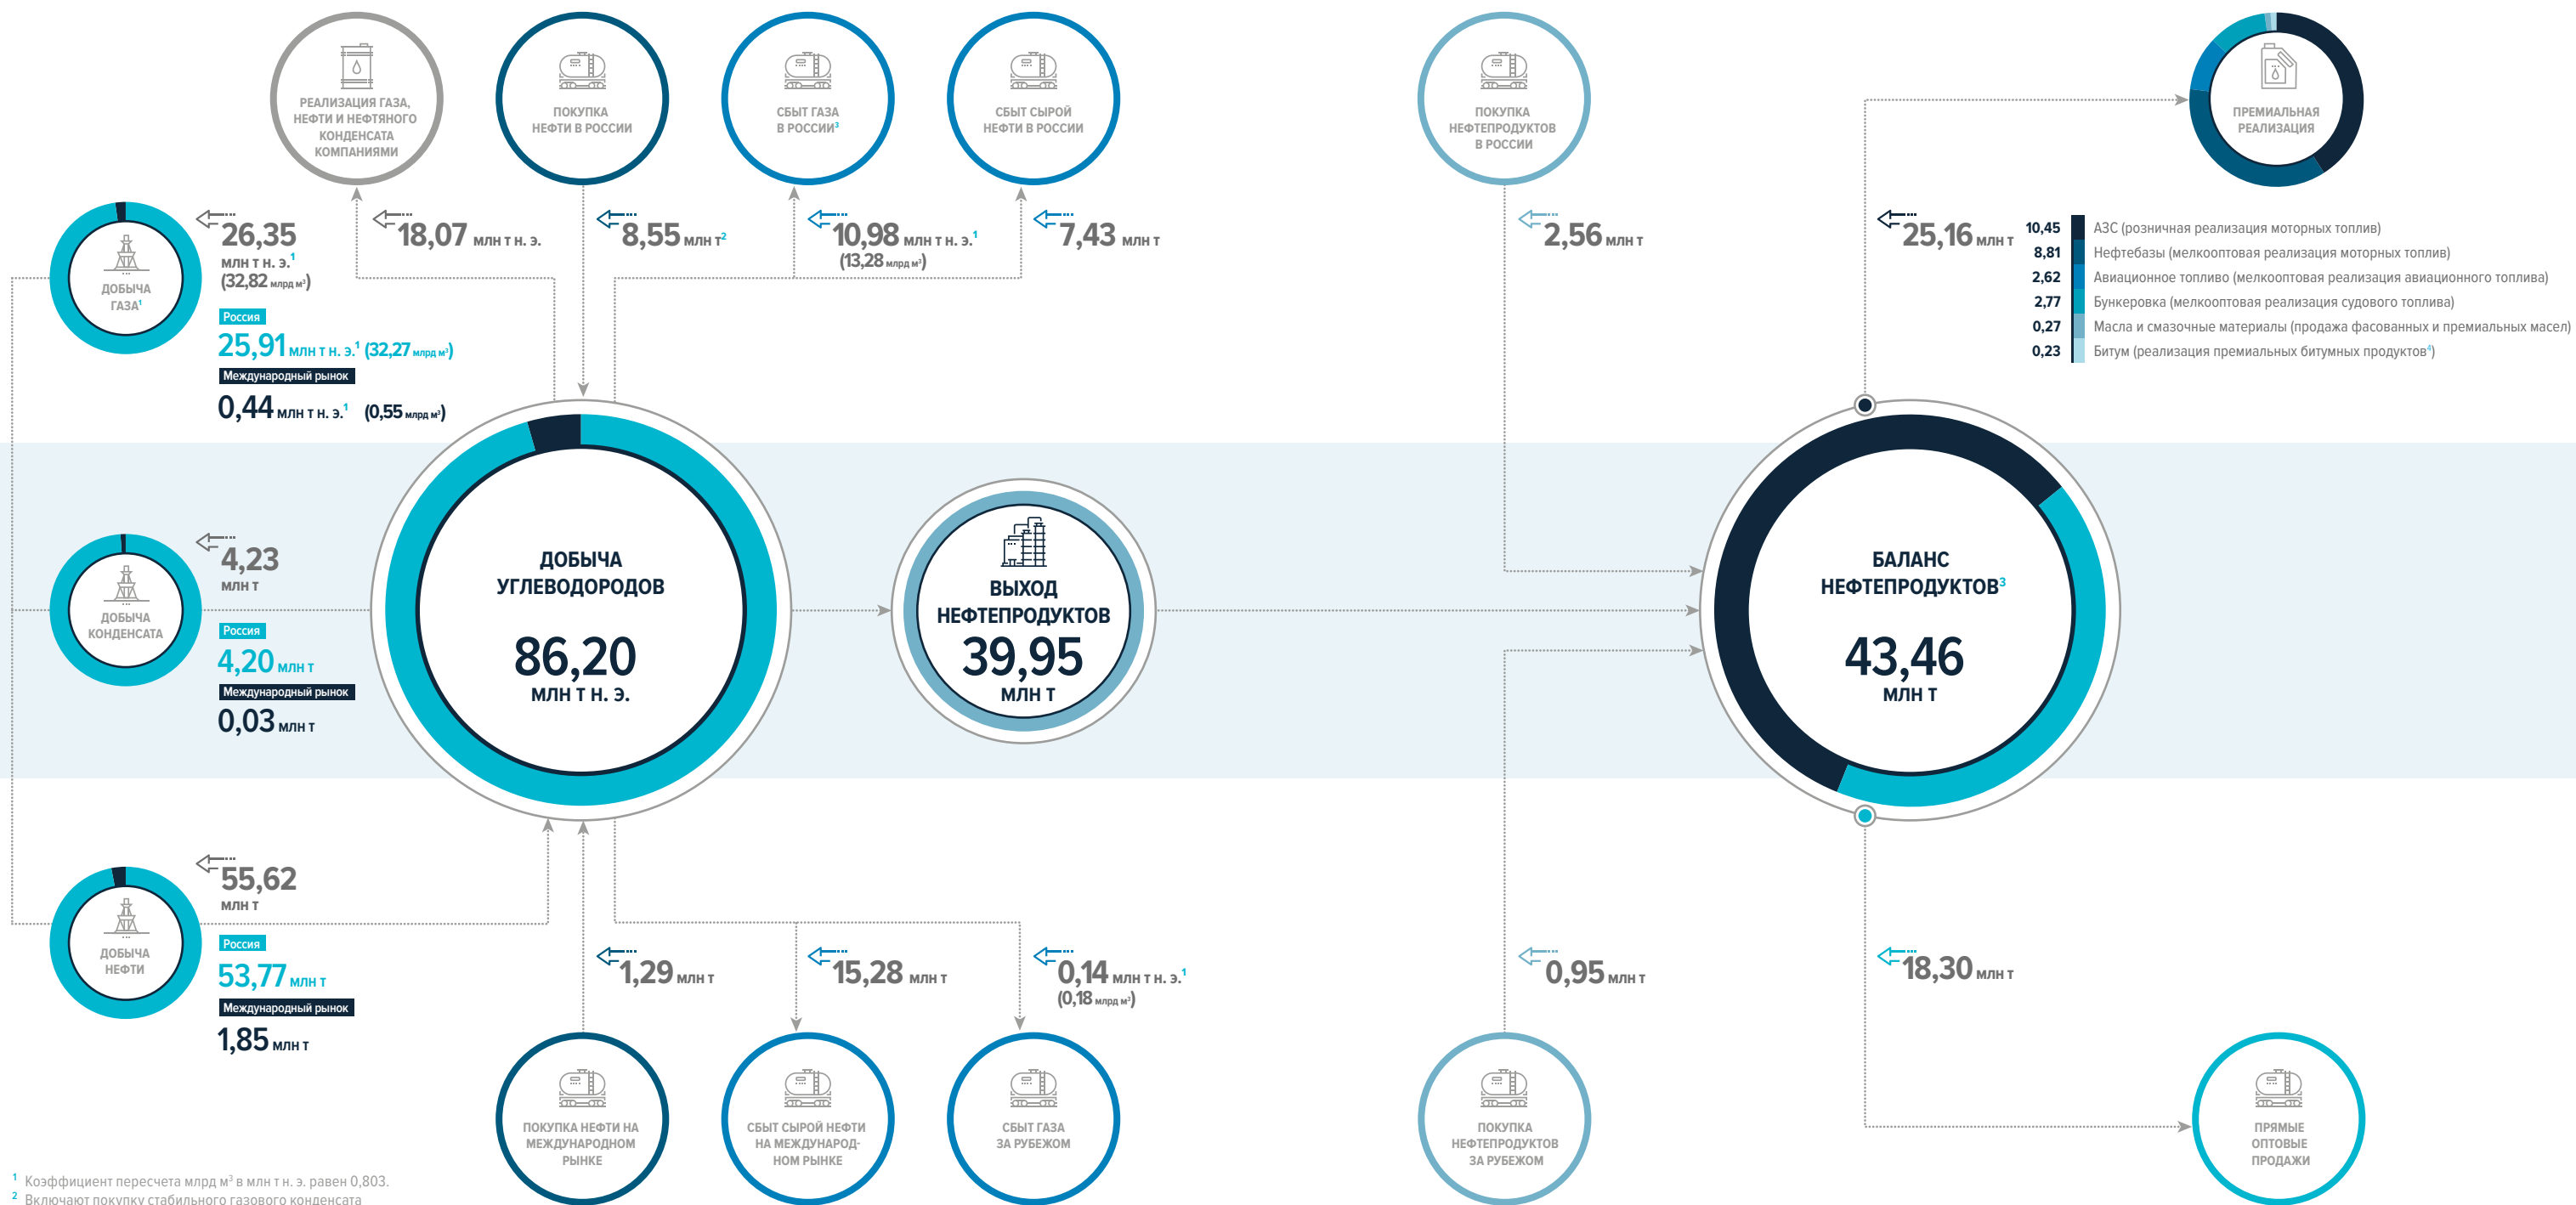 РЕАЛИЗАЦИЯ ГАЗА,
НЕФТИ И НЕФТЯНОГО
КОНДЕНСАТА
КОМПАНИЯМИ
ПОКУПКА
НЕФТИ В РОССИИ
СБЫТ ГАЗА
В РОССИИ³
СБЫТ СЫРОЙ
НЕФТИ В РОССИИ
ПОКУПКА
НЕФТЕПРОДУКТОВ
В РОССИИ
ПРЕМИАЛЬНАЯ
РЕАЛИЗАЦИЯ
18,07 МЛН Т Н. Э.
8,55 МЛН Т²
10,98 МЛН Т Н. Э.¹
(13,28 млрд м³)
7,43 МЛН Т
2,56 МЛН Т
25,16 МЛН Т
10,45 АЗС (розничная реализация моторных топлив)
8,81 Нефтебазы (мелкооптовая реализация моторных топлив)
2,62 Авиационное топливо (мелкооптовая реализация авиационного топлива)
2,77 Бункеровка (мелкооптовая реализация судового топлива)
0,27 Масла и смазочные материалы (продажа фасованных и премиальных масел)
0,23 Битум (реализация премиальных битумных продуктов⁴)
ДОБЫЧА
ГАЗА¹
26,35
МЛН Т Н. Э.¹
(32,82 млрд м³)
Россия
25,91 МЛН Т Н. Э.¹ (32,27 млрд м³)
Международный рынок
0,44 МЛН Т Н. Э.¹ (0,55 млрд м³)
ДОБЫЧА
КОНДЕНСАТА
4,23
МЛН Т
Россия
4,20 МЛН Т
Международный рынок
0,03 МЛН Т
ДОБЫЧА
УГЛЕВОДОРОДОВ
86,20
МЛН Т Н. Э.
ВЫХОД
НЕФТЕПРОДУКТОВ
39,95
МЛН Т
БАЛАНС
НЕФТЕПРОДУКТОВ³
43,46
МЛН Т
ДОБЫЧА
НЕФТИ
55,62
МЛН Т
Россия
53,77 МЛН Т
Международный рынок
1,85 МЛН Т
1,29 МЛН Т
15,28 МЛН Т
0,14 МЛН Т Н. Э.¹
(0,18 млрд м³)
0,95 МЛН Т
18,30 МЛН Т
ПОКУПКА НЕФТИ НА
МЕЖДУНАРОДНОМ
РЫНКЕ
СБЫТ СЫРОЙ НЕФТИ
НА МЕЖДУНАРОД-
НОМ РЫНКЕ
СБЫТ ГАЗА
ЗА РУБЕЖОМ
ПОКУПКА
НЕФТЕПРОДУКТОВ
ЗА РУБЕЖОМ
ПРЯМЫЕ
ОПТОВЫЕ
ПРОДАЖИ
¹ Коэффициент пересчета млрд м³ в млн т н. э. равен 0,803.
² Включают покупку стабильного газового конденсата